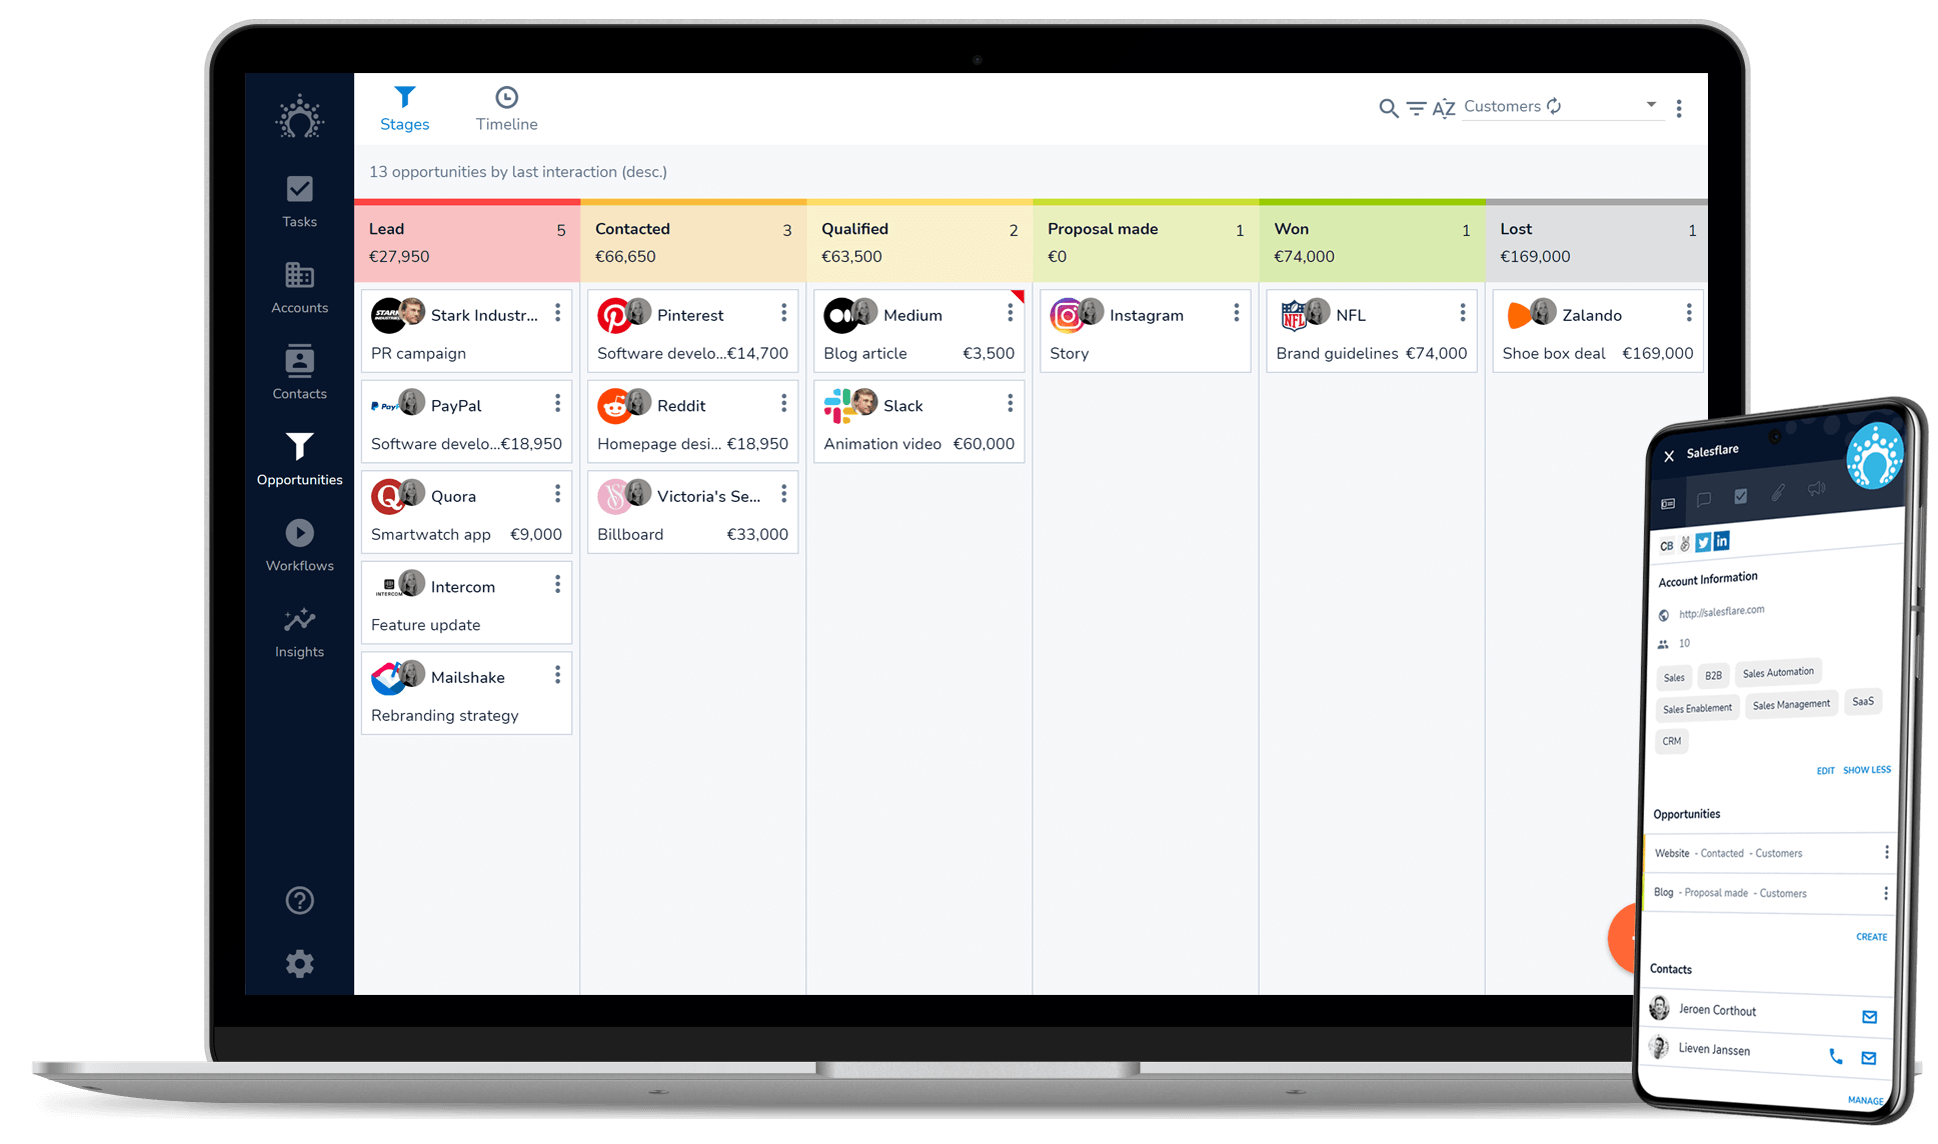 Stages
Timeline
Customers
13 opportunities by last interaction (desc.)
Tasks
Accounts
Contacts
Opportunities
Workflows
Insights
Lead 5
€27,950
Stark Industr...
PR campaign
PayPal
Software develo...€18,950
Quora
Smartwatch app €9,000
INTERCOM
Intercom
Feature update
Mailshake
Rebranding strategy
Contacted 3
€66,650
Pinterest
Software develo...€14,700
Reddit
Homepage desi... €18,950
Victoria's Se...
Billboard €33,000
Qualified 2
€63,500
Medium
Blog article €3,500
Slack
Animation video €60,000
Proposal made 1
€0
Instagram
Story
Won 1
€74,000
NFL
NFL
Brand guidelines €74,000
Lost 1
€169,000
Zalando
Shoe box deal €169,000
X Salesflare
CB
in
Account Information
http://salesflare.com
10
Sales B2B Sales Automation
Sales Enablement Sales Management SaaS
CRM
EDIT SHOW LESS
Opportunities
Website - Contacted - Customers
Blog - Proposal made - Customers
CREATE
Contacts
Jeroen Corthout
Lieven Janssen
MANAGE